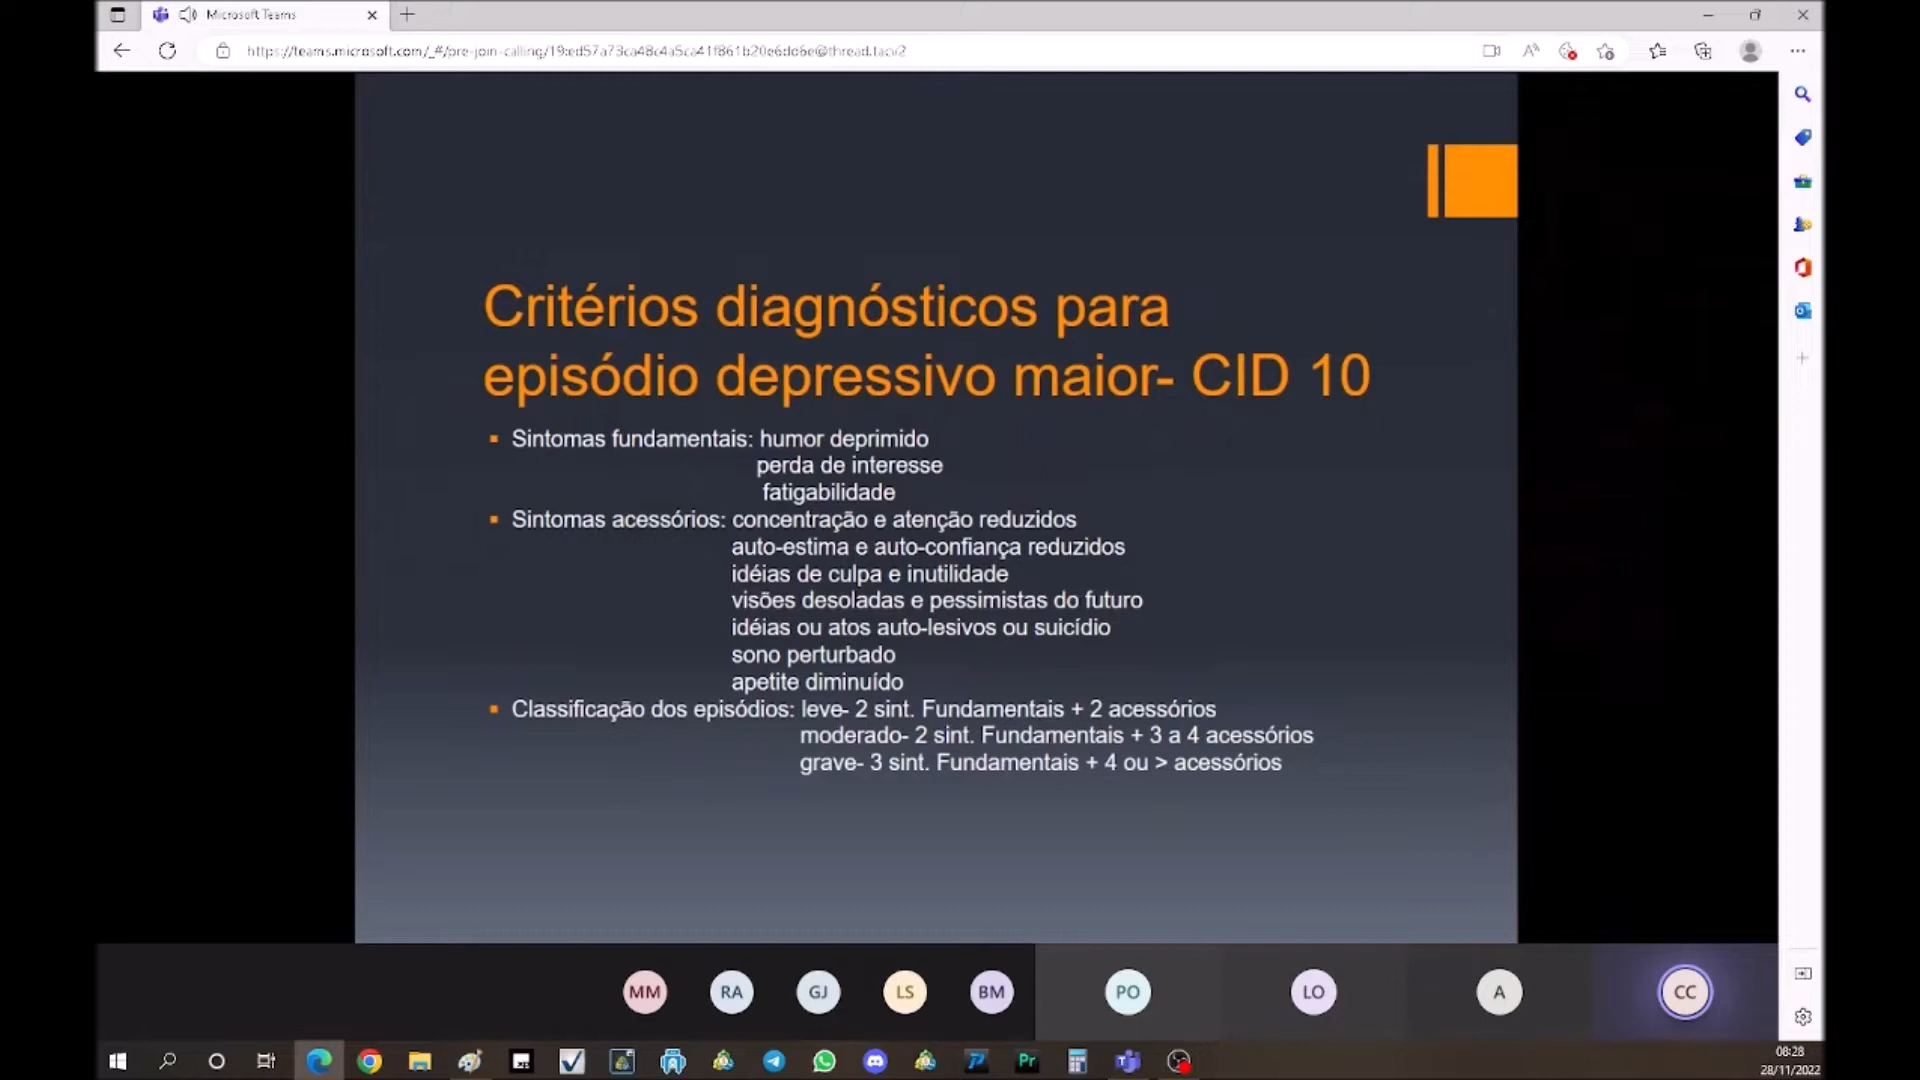 Microsoft Teams
https://teams.microsoft.com/_#/pre-join-calling/19:ed57a73ca48c4a5ca41f861b20e6dd6e@thread.tacv2
Critérios diagnósticos para
episódio depressivo maior- CID 10
Sintomas fundamentais: humor deprimido
perda de interesse
fatigabilidade
Sintomas acessórios: concentração e atenção reduzidos
auto-estima e auto-confiança reduzidos
idéias de culpa e inutilidade
visões desoladas e pessimistas do futuro
idéias ou atos auto-lesivos ou suicídio
sono perturbado
apetite diminuído
Classificação dos episódios: leve- 2 sint. Fundamentais + 2 acessórios
moderado- 2 sint. Fundamentais + 3 a 4 acessórios
grave- 3 sint. Fundamentais + 4 ou > acessórios
MM RA GJ LS BM PO LO A CC
Pr
08:28
28/11/2022